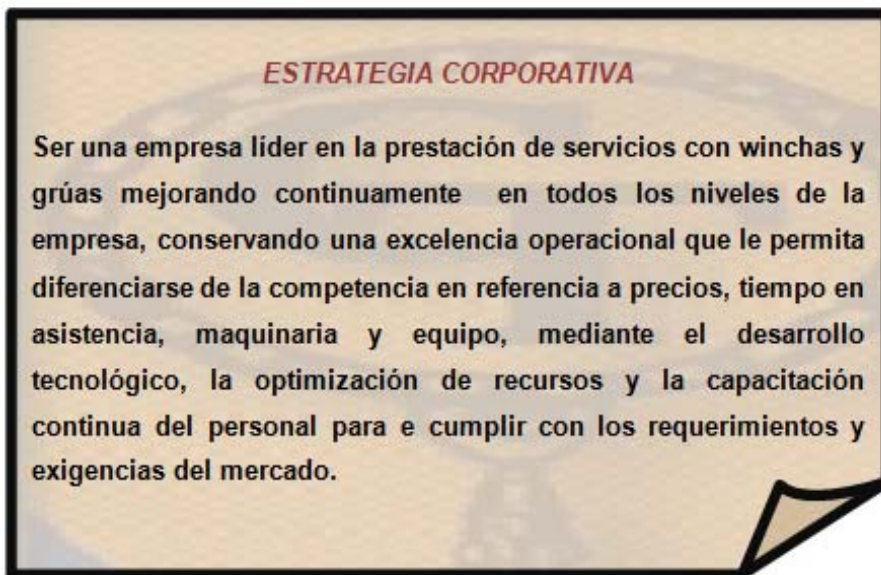 ESTRATEGIA CORPORATIVA
Ser una empresa líder en la prestación de servicios con winchas y
grúas mejorando continuamente en todos los niveles de la
empresa, conservando una excelencia operacional que le permita
diferenciarse de la competencia en referencia a precios, tiempo en
asistencia, maquinaria y equipo, mediante el desarrollo
tecnológico, la optimización de recursos y la capacitación
continua del personal para e cumplir con los requerimientos y
exigencias del mercado.